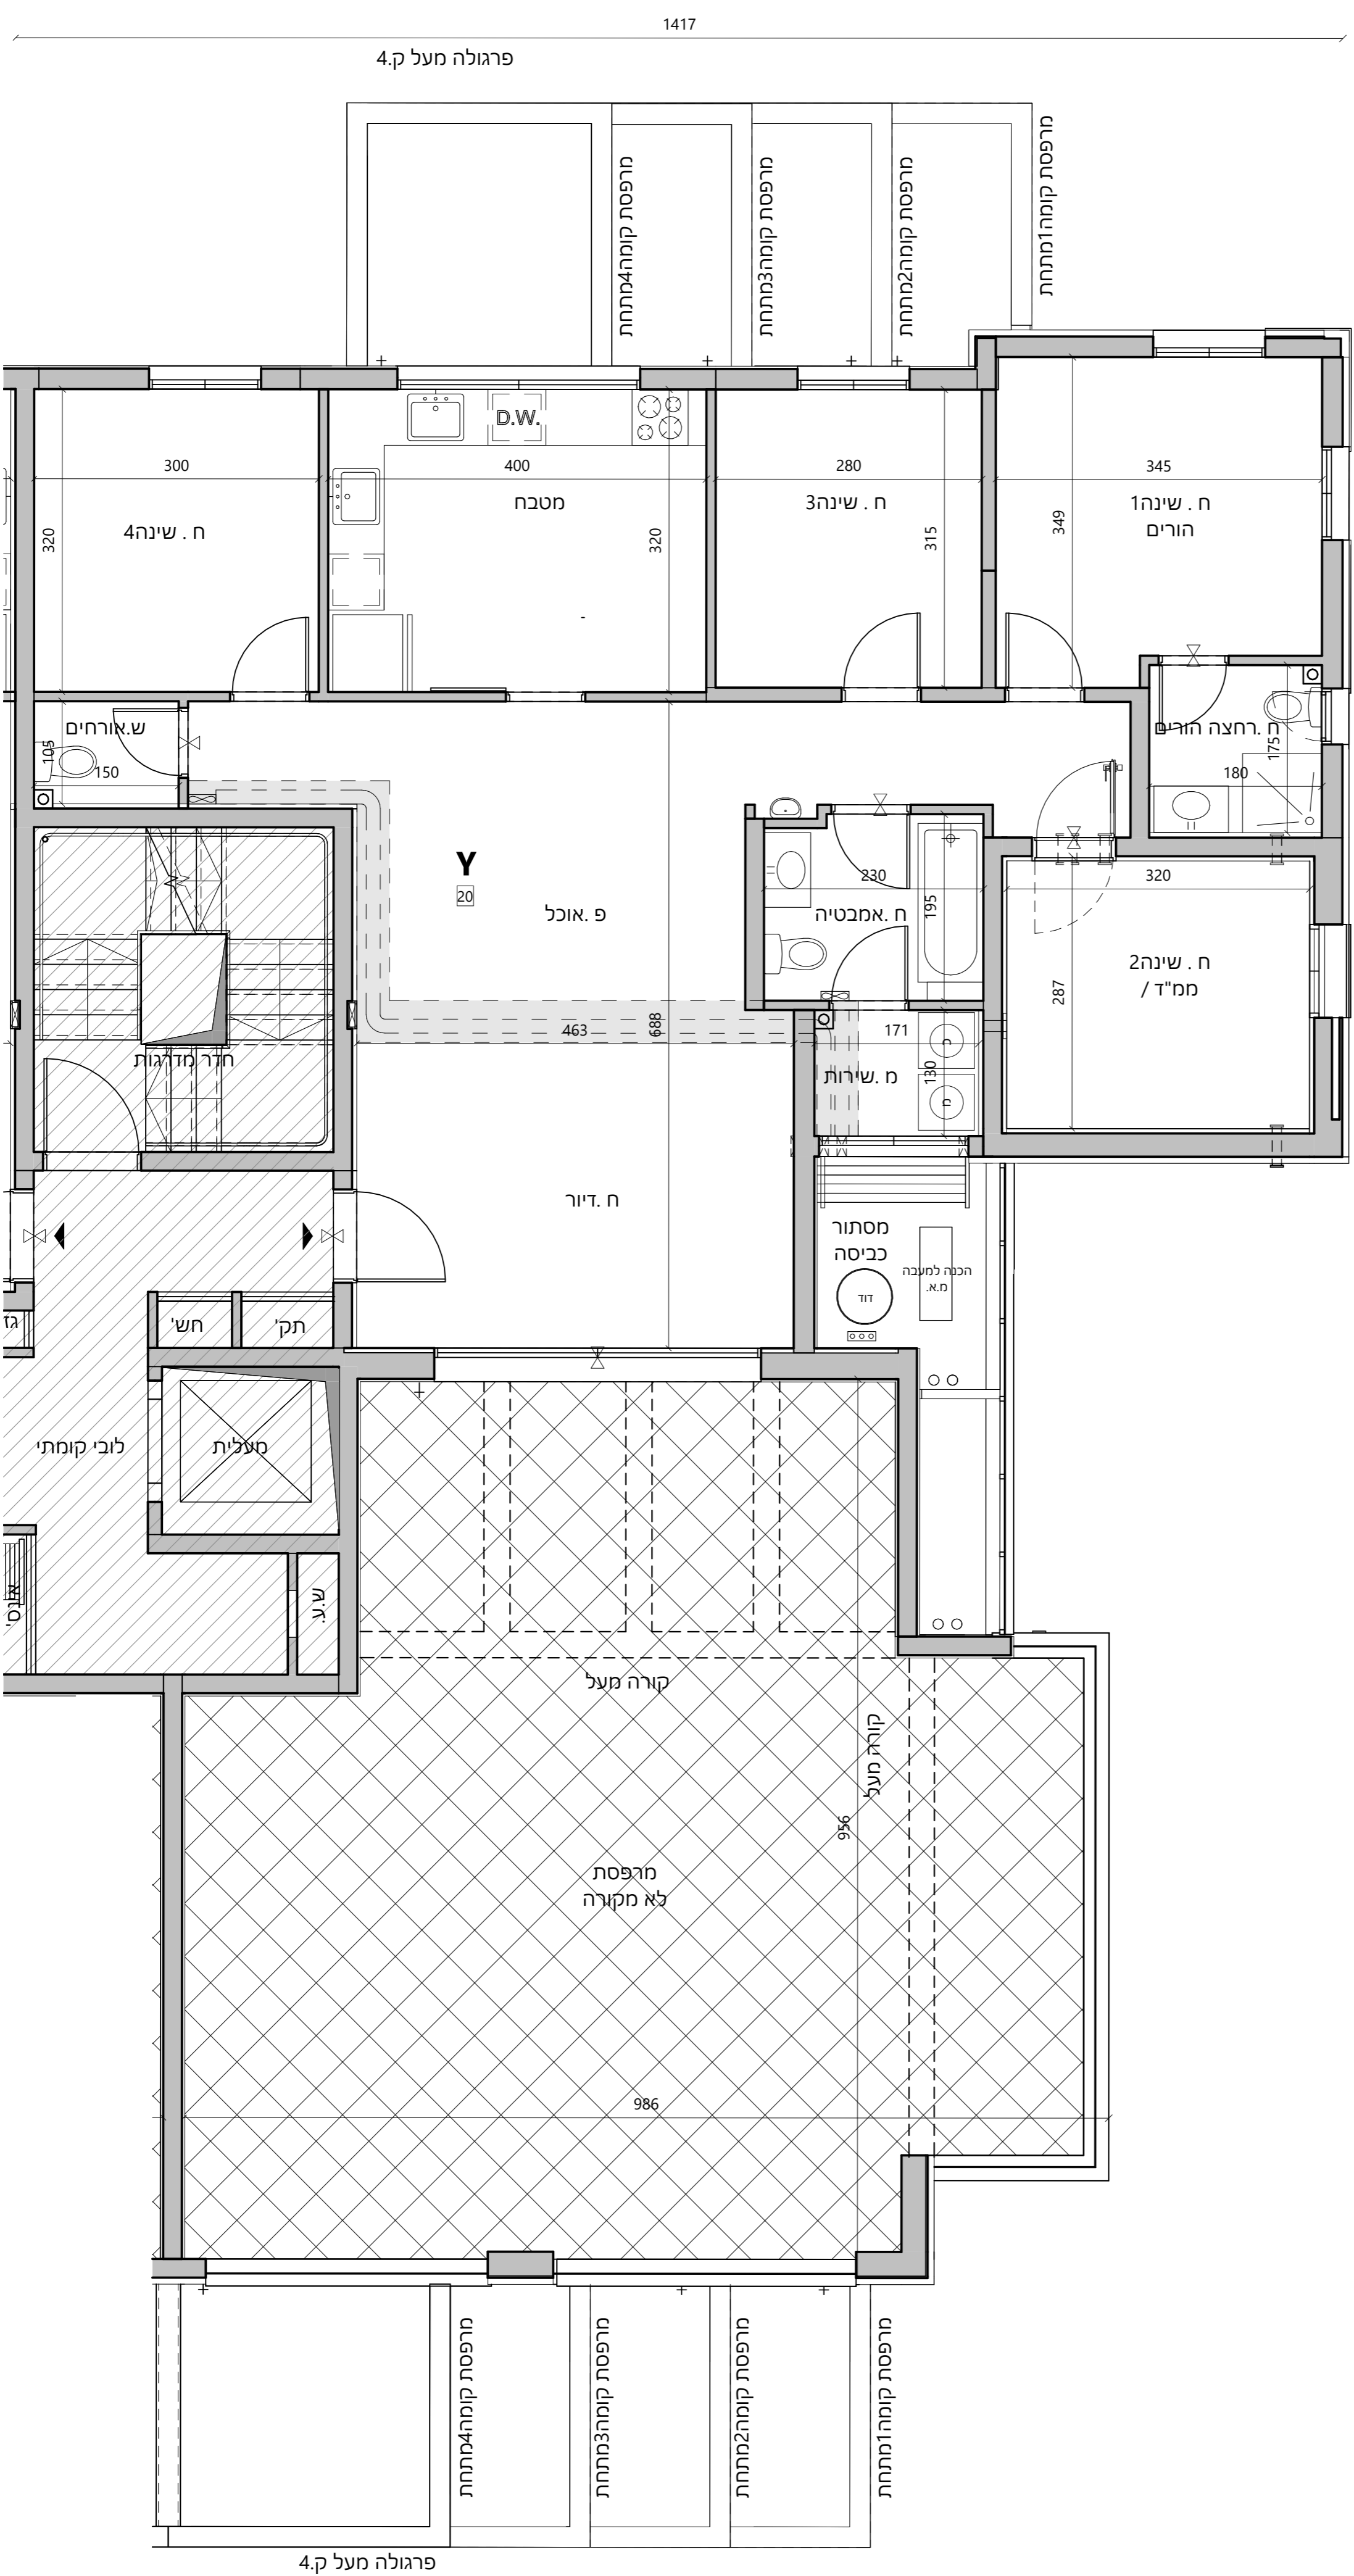 1417
פרגולה מעל ק.4
מרפסת קומה1מתחת
מרפסת קומה2מתחת
מרפסת קומה3מתחת
מרפסת קומה4מתחת
D.W.
345
280
400
300
ח . שינה1
הורים
ח . שינה3
מטבח
ח . שינה4
349
315
320
320
ח .רחצה הורים
175
180
ש.אורחים
105
150
Y
20
פ .אוכל
230
ח .אמבטיה
195
320
ח . שינה2
ממ"ד /
287
463
688
171
מ .שירות
130
כ
מ
חדר מדרגות
ח .דיור
מסתור
כביסה
הכנה למעבה
מ.א.
דוד
תק'
חש'
גז
מעלית
לובי קומתי
ש.ע.
אינסי'
קורה מעל
קורה מעל
956
מרפסת
לא מקורה
986
מרפסת קומה1מתחת
מרפסת קומה2מתחת
מרפסת קומה3מתחת
מרפסת קומה4מתחת
פרגולה מעל ק.4